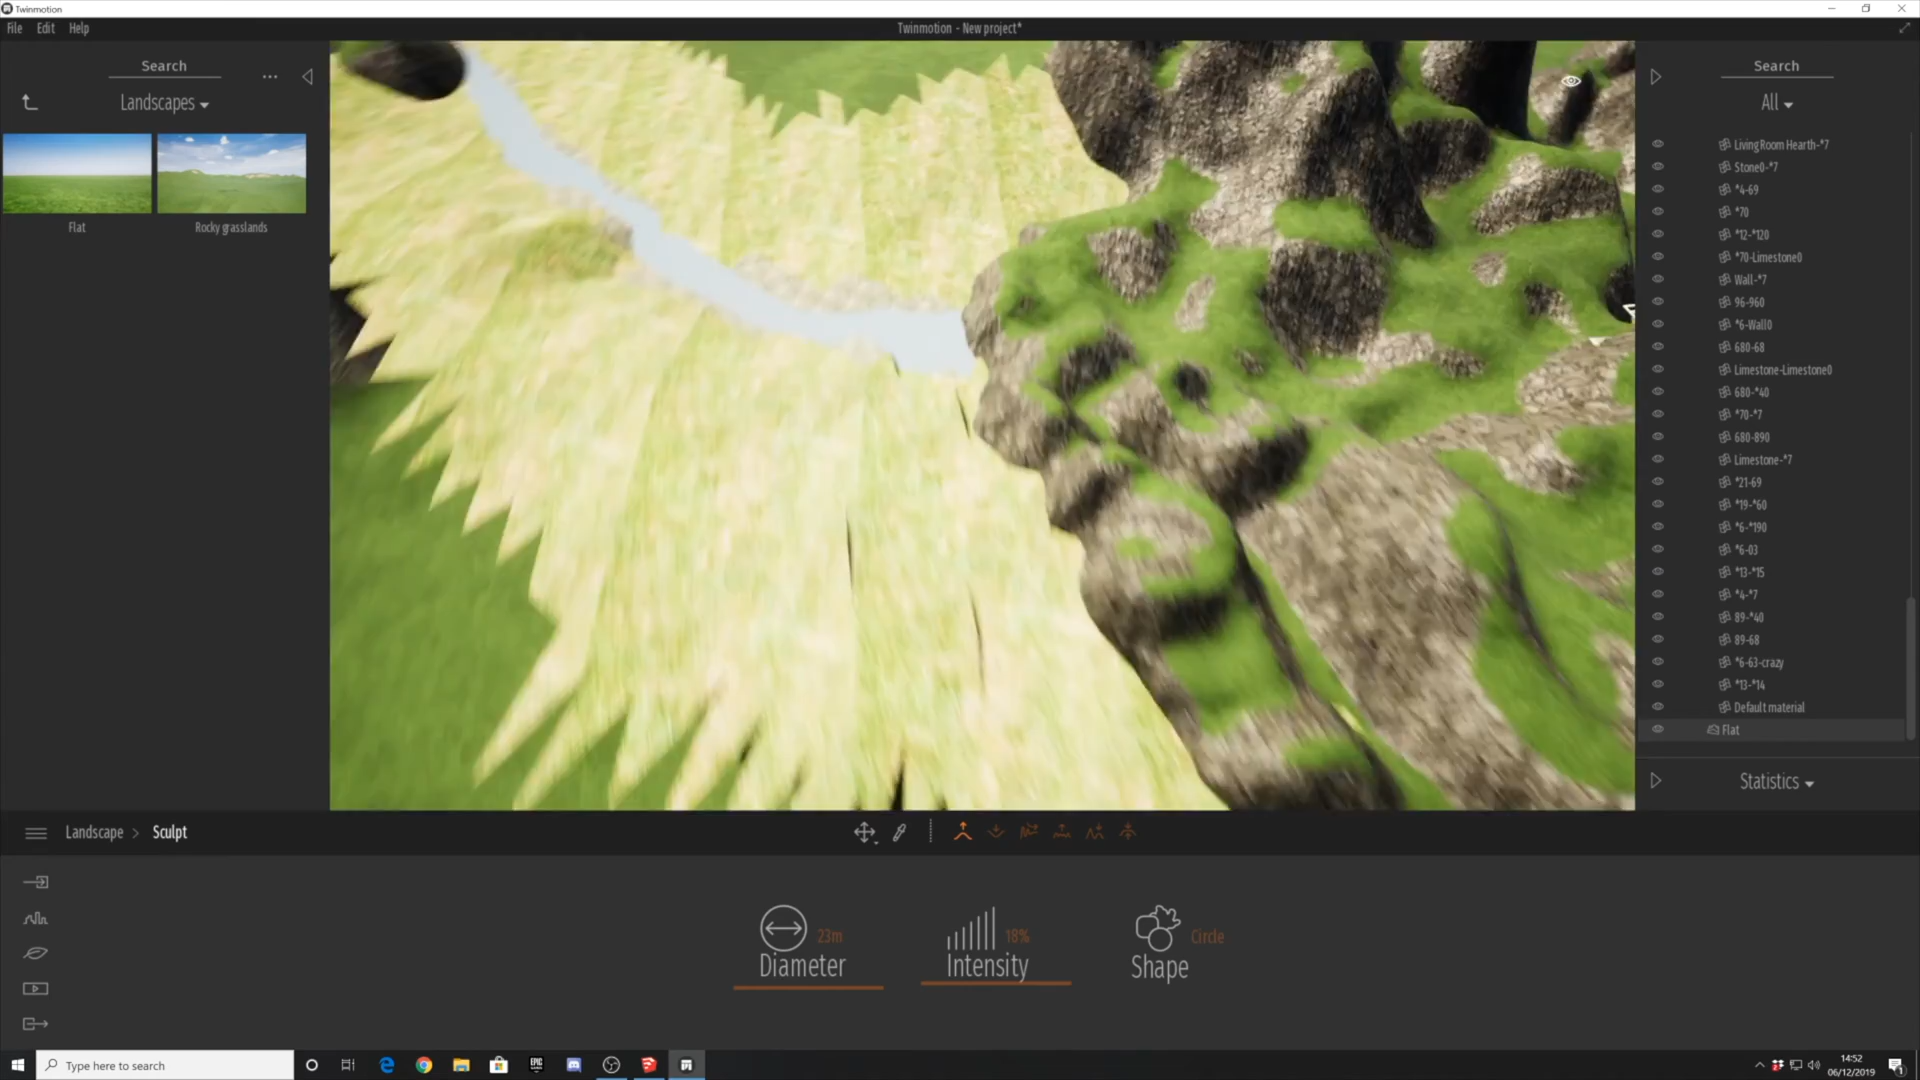 Twinmotion
File Edit Help
Twinmotion - New project*
Search
Landscapes
Flat
Rocky grasslands
Search
All
LivingRoom Hearth-*7
Stone0-*7
*4-69
*70
*12-*120
*70-Limestone0
Wall-*7
96-960
*6-Wall0
680-68
Limestone-Limestone0
680-*40
*70-*7
680-890
Limestone-*7
*21-69
*19-*60
*6-*190
*6-03
*13-*15
*4-*7
89-*40
89-68
*6-63-crazy
*13-*14
Default material
Flat
Statistics
Landscape > Sculpt
23m
Diameter
18%
Intensity
Circle
Shape
Type here to search
EPIC
14:52
06/12/2019
1